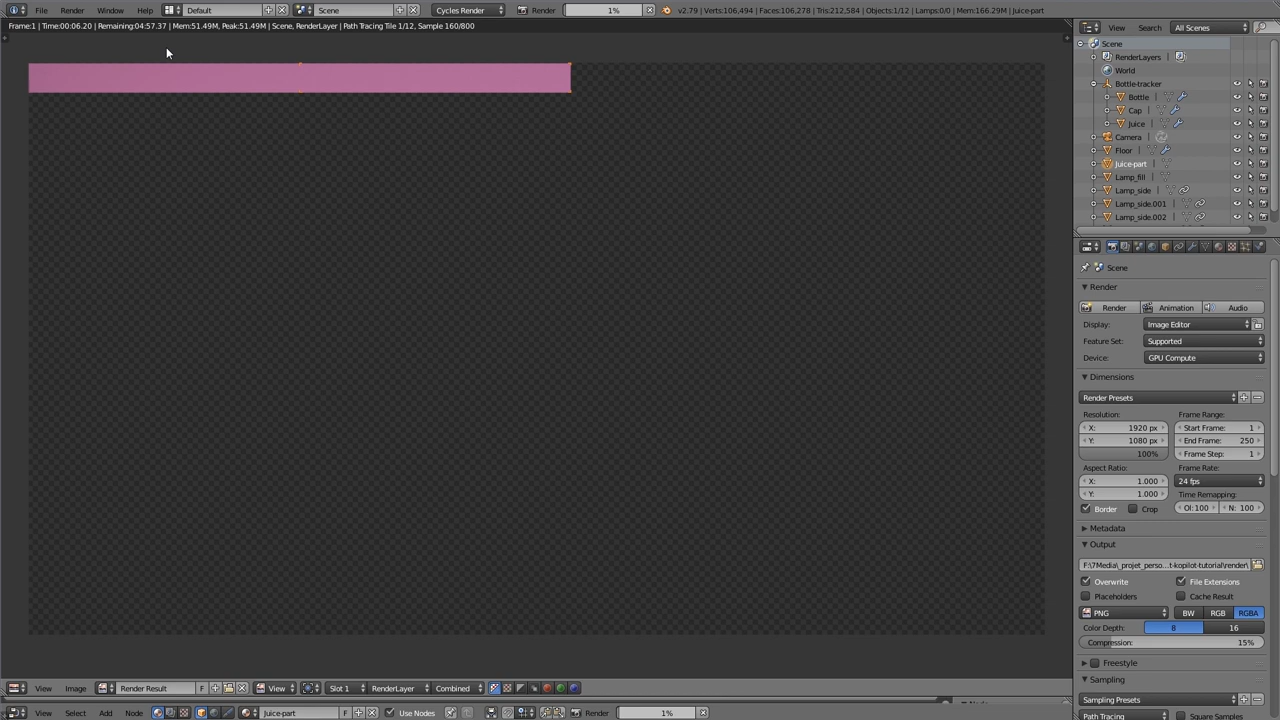 File Render Window Help Default Scene Cycles Render Render 1% v2.79 | Verts:106,494 | Faces:106,278 | Tris:212,584 | Objects:1/12 | Lamps:0/0 | Mem:166.29M | Juice-part
Frame:1 | Time:00:06.20 | Remaining:04:57.37 | Mem:51.49M, Peak:51.49M | Scene, RenderLayer | Path Tracing Tile 1/12, Sample 160/800
View Search All Scenes
Scene
RenderLayers
World
Bottle-tracker
Bottle
Cap
Juice
Camera
Floor
Juice-part
Lamp_fill
Lamp_side
Lamp_side.001
Lamp_side.002
Scene
Render
Render Animation Audio
Display: Image Editor
Feature Set: Supported
Device: GPU Compute
Dimensions
Render Presets
Resolution: Frame Range:
X: 1920 px Start Frame: 1
Y: 1080 px End Frame: 250
100% Frame Step: 1
Aspect Ratio: Frame Rate:
X: 1.000 24 fps
Y: 1.000 Time Remapping:
Border Crop Ol:100 N: 100
Metadata
Output
F:\7Media\_projet_perso...t-kopilot-tutorial\render\
Overwrite File Extensions
Placeholders Cache Result
PNG BW RGB RGBA
Color Depth: 8 16
Compression: 15%
Freestyle
Sampling
Sampling Presets
Path Tracing Square Samples
View Image Render Result F View Slot 1 RenderLayer Combined
View Select Add Node Juice-part F Use Nodes Render 1%